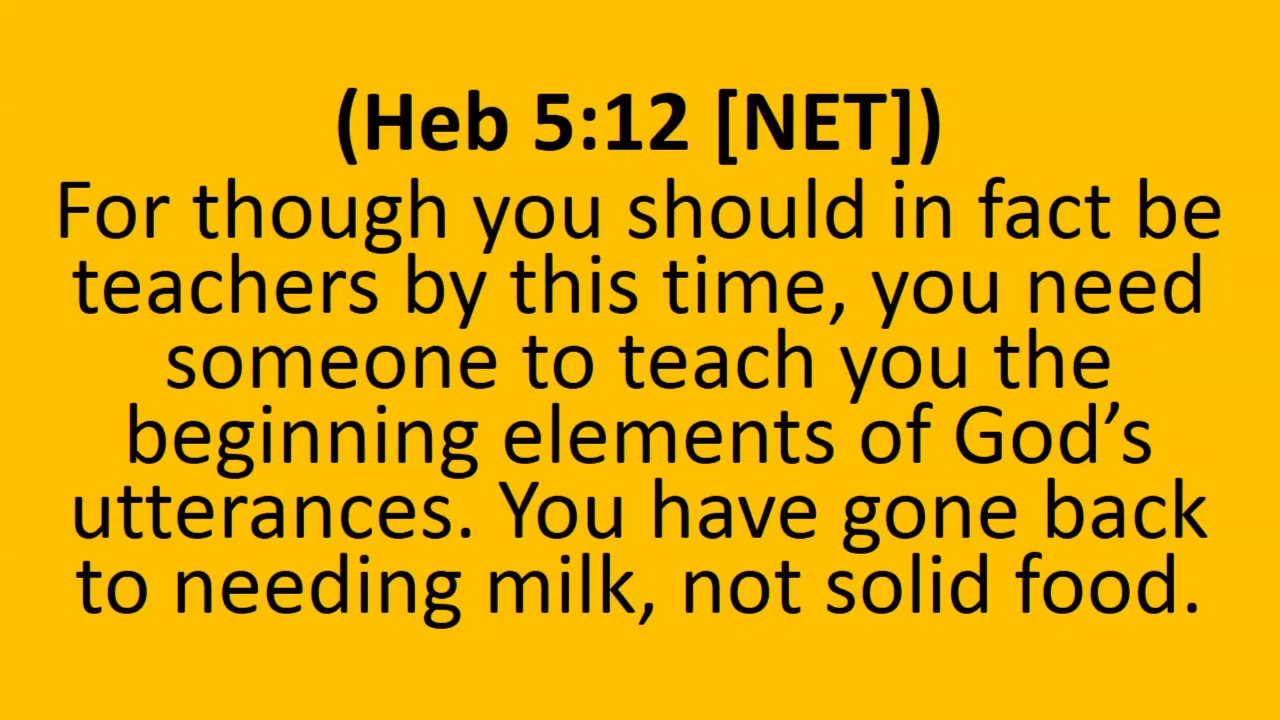 (Heb 5:12 [NET])
For though you should in fact be
teachers by this time, you need
someone to teach you the
beginning elements of God’s
utterances. You have gone back
to needing milk, not solid food.